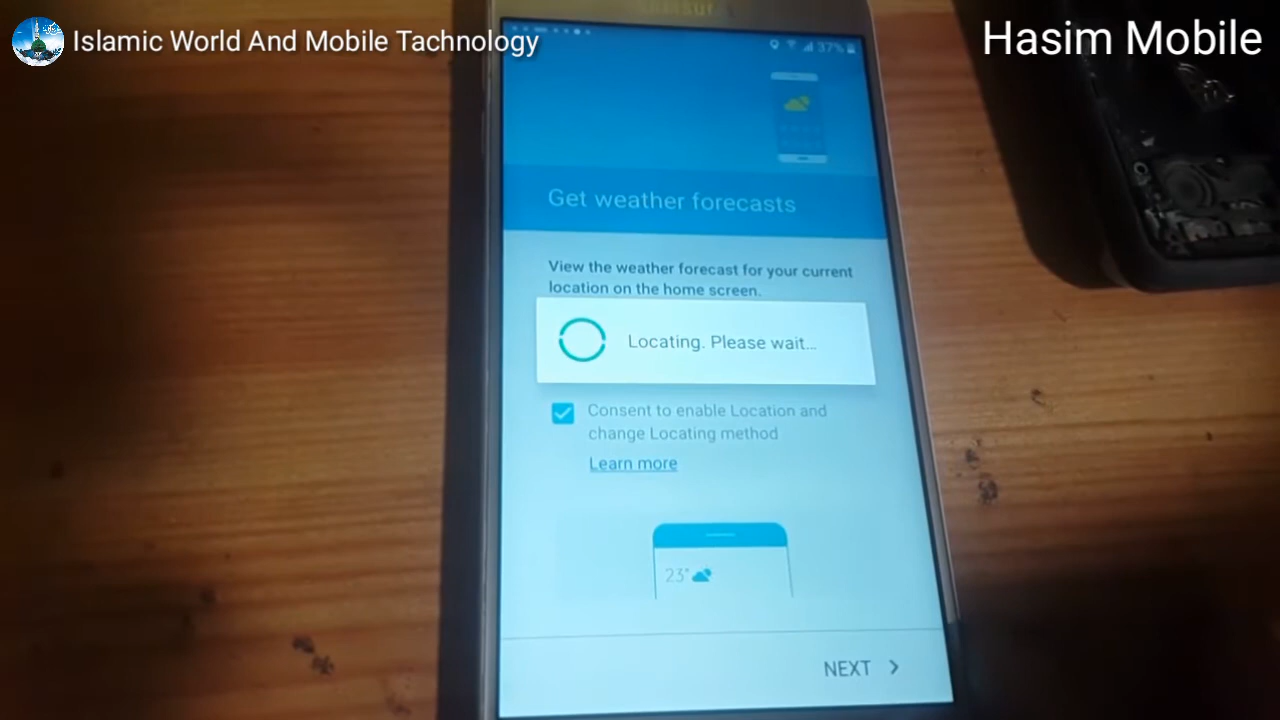 Islamic World And Mobile Tachnology
Hasim Mobile
SAMSUNG
37%
Get weather forecasts
View the weather forecast for your current
location on the home screen.
Locating. Please wait...
Consent to enable Location and
change Locating method
Learn more
23°
NEXT